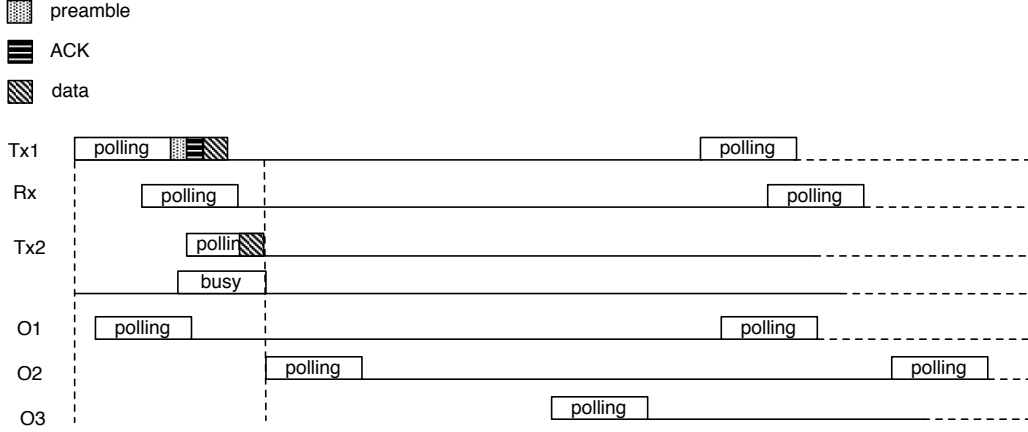 preamble
ACK
data
Tx1 polling polling
Rx polling polling
Tx2 pollin
busy
O1 polling polling
O2 polling polling
O3 polling